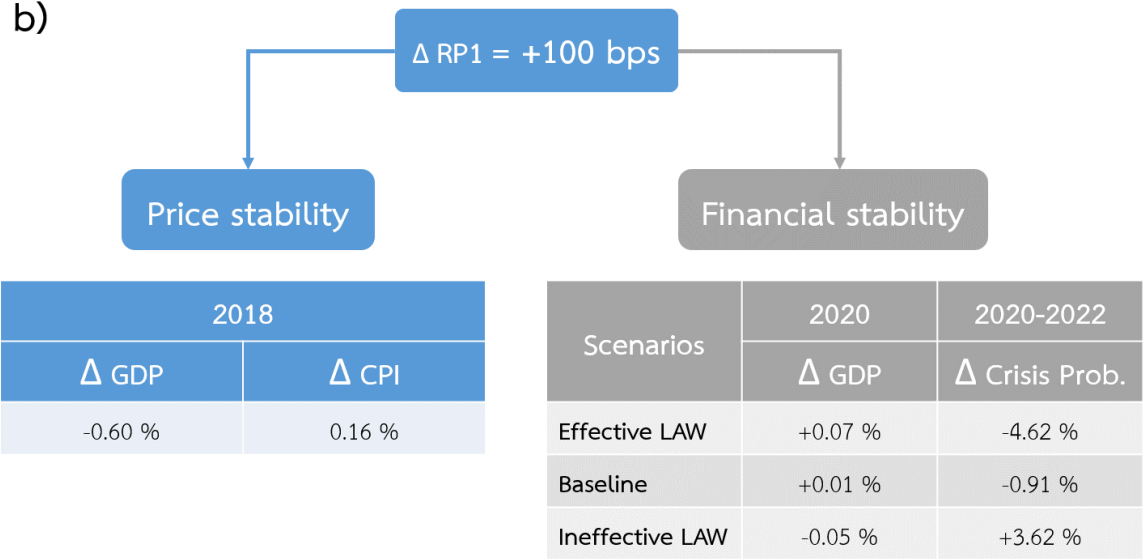 b)
Δ RP1 = +100 bps
Price stability
Financial stability
2018
Δ GDP Δ CPI
-0.60 % 0.16 %
Scenarios 2020 2020-2022
Δ GDP Δ Crisis Prob.
Effective LAW +0.07 % -4.62 %
Baseline +0.01 % -0.91 %
Ineffective LAW -0.05 % +3.62 %